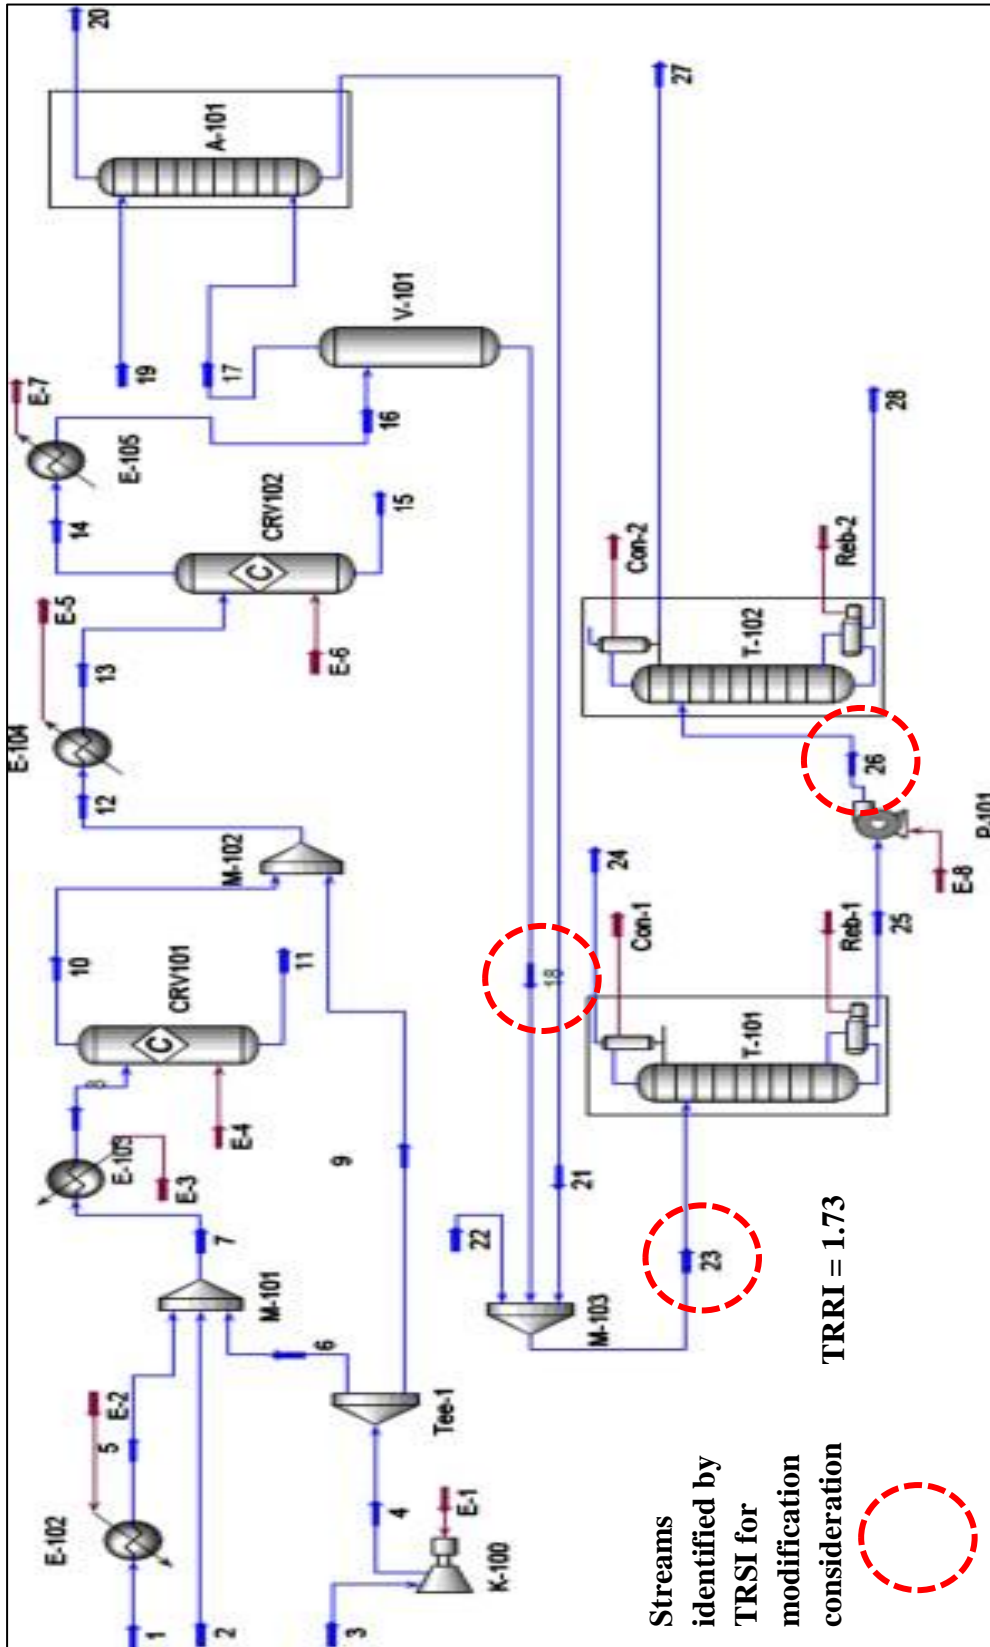 1
2
3
E-102
5
E-2
K-100
E-1
4
Tee-1
6
M-101
7
E-103
E-3
8
CRV101
E-4
10
11
9
M-102
12
E-104
E-5
13
CRV102
E-6
14
15
E-105
E-7
16
V-101
17
19
A-101
20
18
21
22
M-103
23
T-101
Con-1
Reb-1
24
25
P-101
E-8
26
T-102
Con-2
Reb-2
27
28
Streams
identified by
TRSI for
modification
consideration
TRRI = 1.73